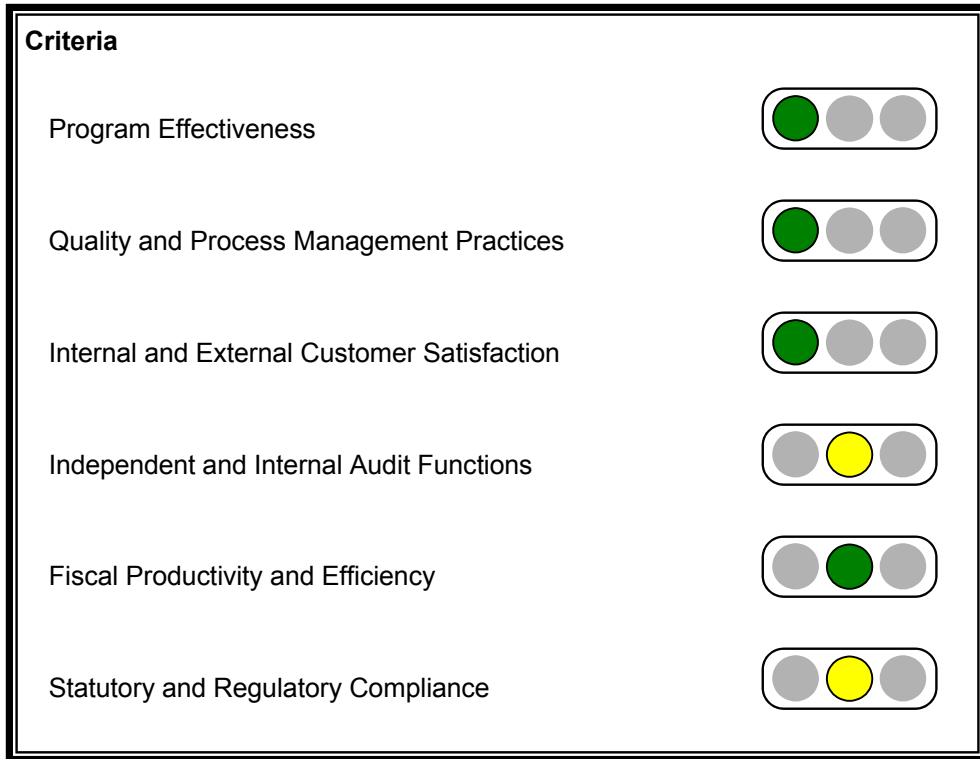 Criteria
Program Effectiveness
Quality and Process Management Practices
Internal and External Customer Satisfaction
Independent and Internal Audit Functions
Fiscal Productivity and Efficiency
Statutory and Regulatory Compliance